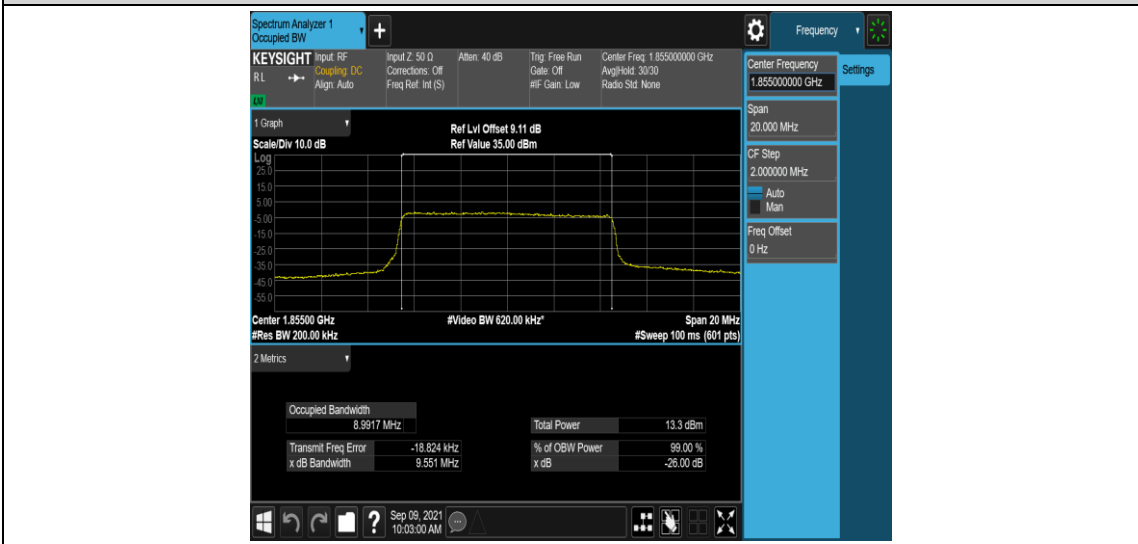 Spectrum Analyzer 1
Occupied BW
+
Frequency
KEYSIGHT
RL
LXI
Input: RF
Coupling: DC
Align: Auto
Input Z: 50 Ω
Corrections: Off
Freq Ref: Int (S)
Atten: 40 dB
Trig: Free Run
Gate: Off
#IF Gain: Low
Center Freq: 1.855000000 GHz
Avg|Hold: 30/30
Radio Std: None
Center Frequency
1.855000000 GHz
Settings
Span
20.000 MHz
CF Step
2.000000 MHz
Auto
Man
Freq Offset
0 Hz
1 Graph
Ref Lvl Offset 9.11 dB
Scale/Div 10.0 dB
Ref Value 35.00 dBm
Log
25.0
15.0
5.00
-5.00
-15.0
-25.0
-35.0
-45.0
-55.0
Center 1.85500 GHz
#Video BW 620.00 kHz*
Span 20 MHz
#Res BW 200.00 kHz
#Sweep 100 ms (601 pts)
2 Metrics
Occupied Bandwidth
8.9917 MHz
Total Power 13.3 dBm
Transmit Freq Error -18.824 kHz
% of OBW Power 99.00 %
x dB Bandwidth 9.551 MHz
x dB -26.00 dB
?
Sep 09, 2021
10:03:00 AM